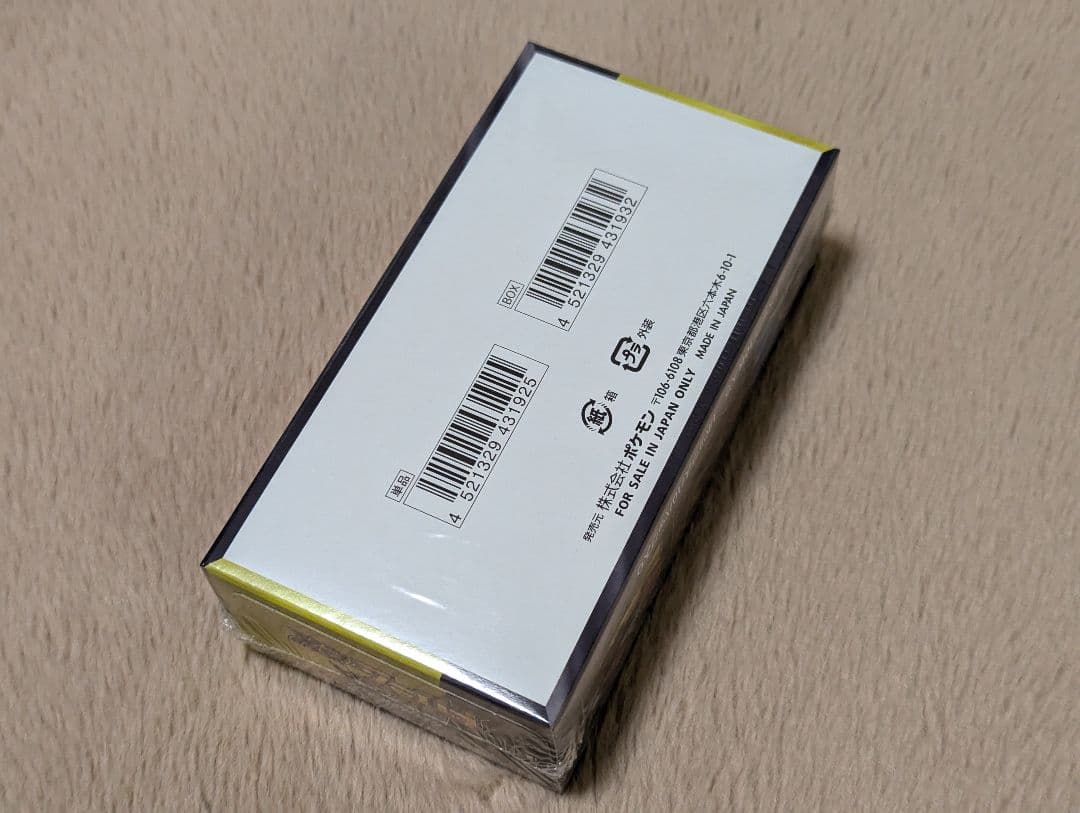 BOX
4 521329 431932
単品
4 521329 431925
プラ 外装
紙 箱
発売元 株式会社ポケモン 〒106-6108 東京都港区六本木6-10-1
FOR SALE IN JAPAN ONLY MADE IN JAPAN